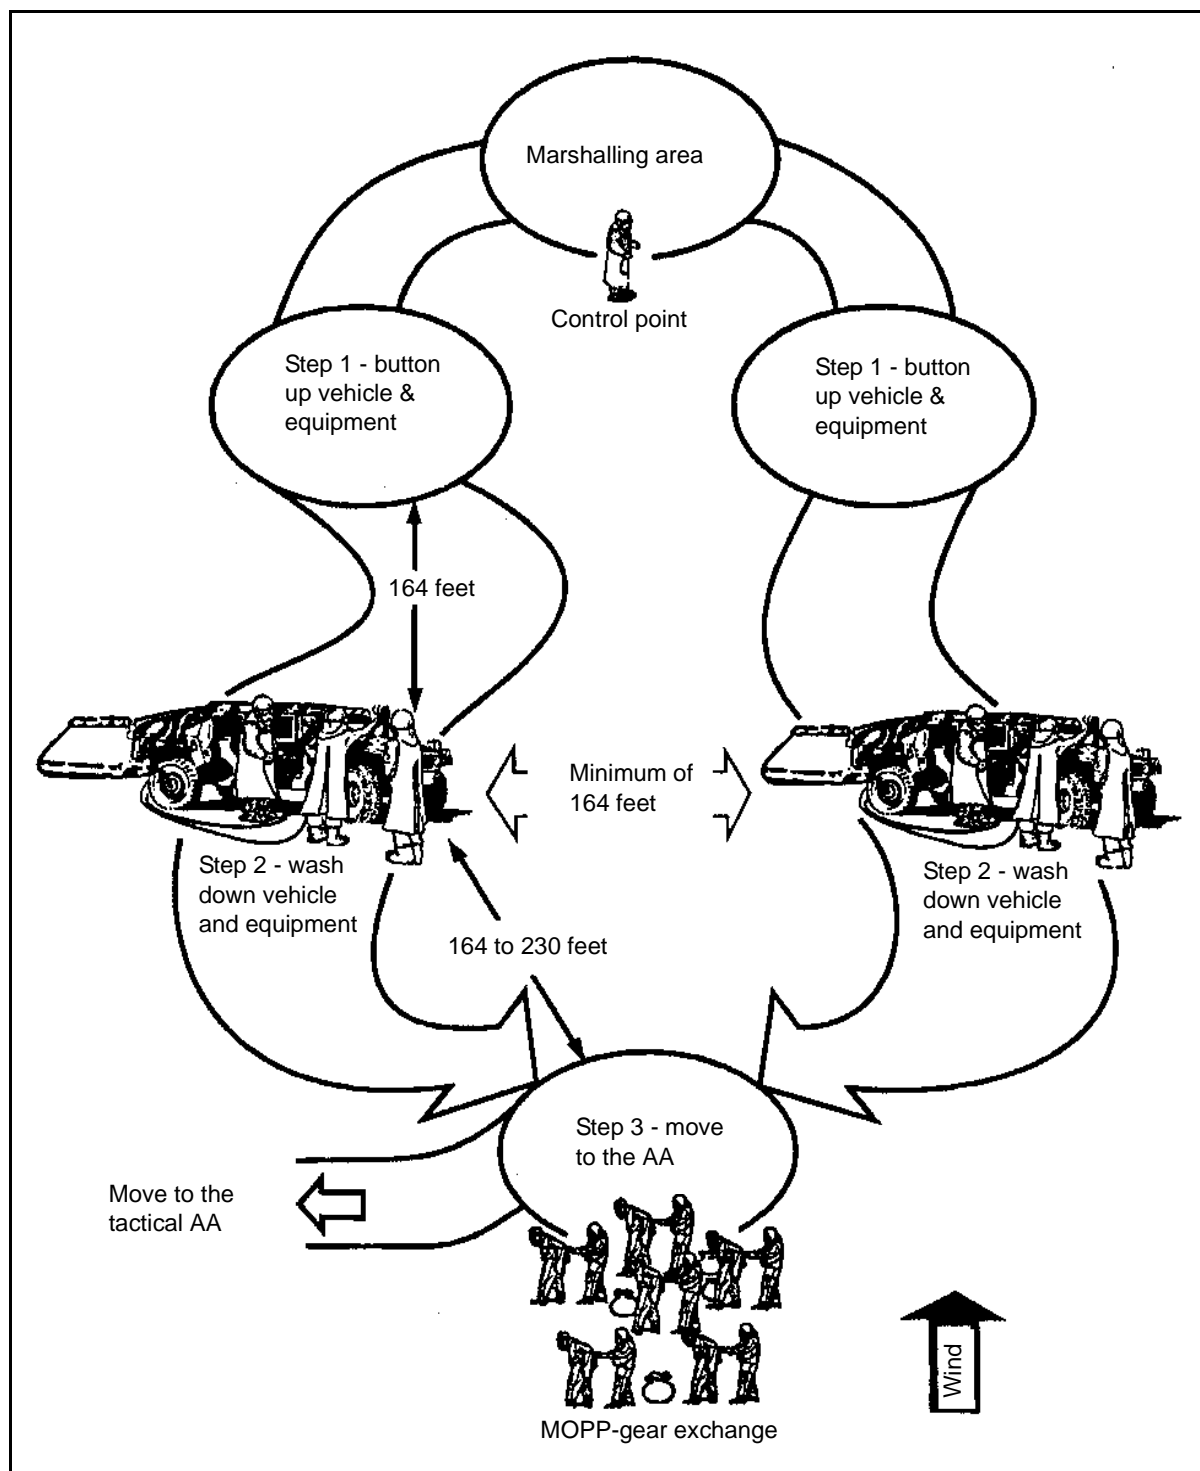 Marshalling area
Control point
Step 1 - button
up vehicle &
equipment
Step 1 - button
up vehicle &
equipment
164 feet
Minimum of
164 feet
Step 2 - wash
down vehicle
and equipment
Step 2 - wash
down vehicle
and equipment
164 to 230 feet
Step 3 - move
to the AA
Move to the
tactical AA
Wind
MOPP-gear exchange